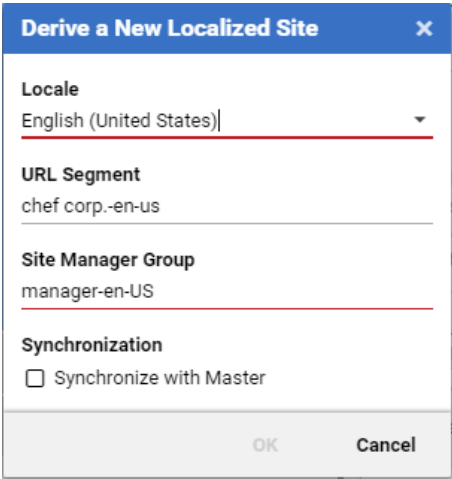 Derive a New Localized Site
Locale
English (United States)
URL Segment
chef corp.-en-us
Site Manager Group
manager-en-US
Synchronization
Synchronize with Master
OK
Cancel